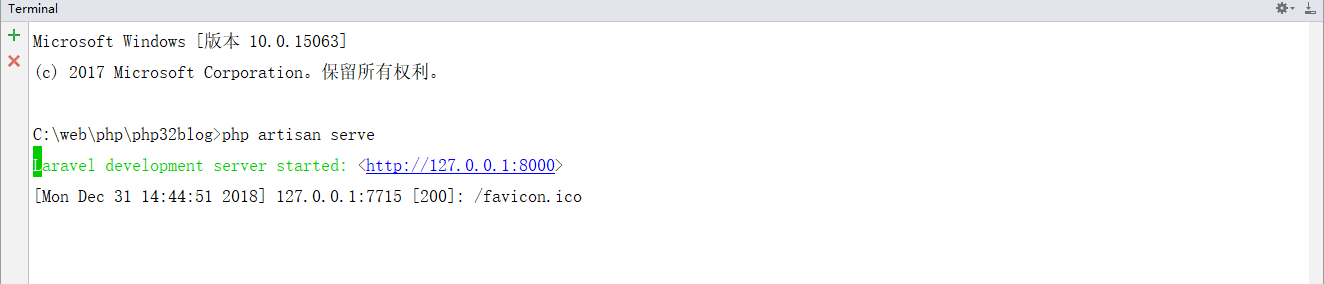 Terminal
Microsoft Windows [版本 10.0.15063]
(c) 2017 Microsoft Corporation。保留所有权利。
C:\web\php\php32blog>php artisan serve
Laravel development server started: <http://127.0.0.1:8000>
[Mon Dec 31 14:44:51 2018] 127.0.0.1:7715 [200]: /favicon.ico